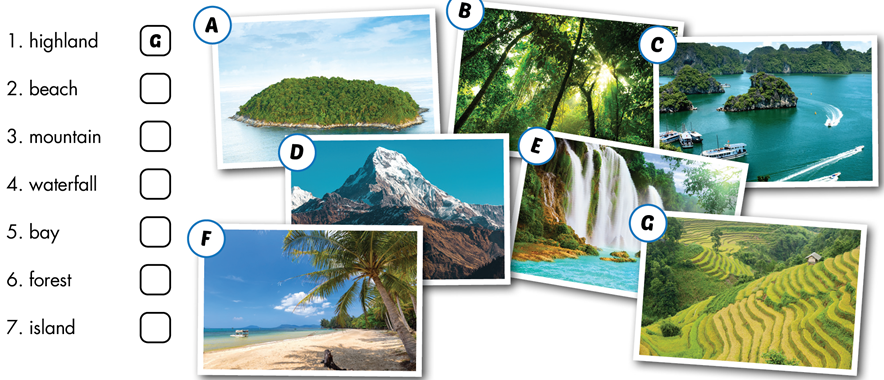 1. highland G
2. beach
3. mountain
4. waterfall
5. bay
6. forest
7. island
A
B
C
D
E
F
G